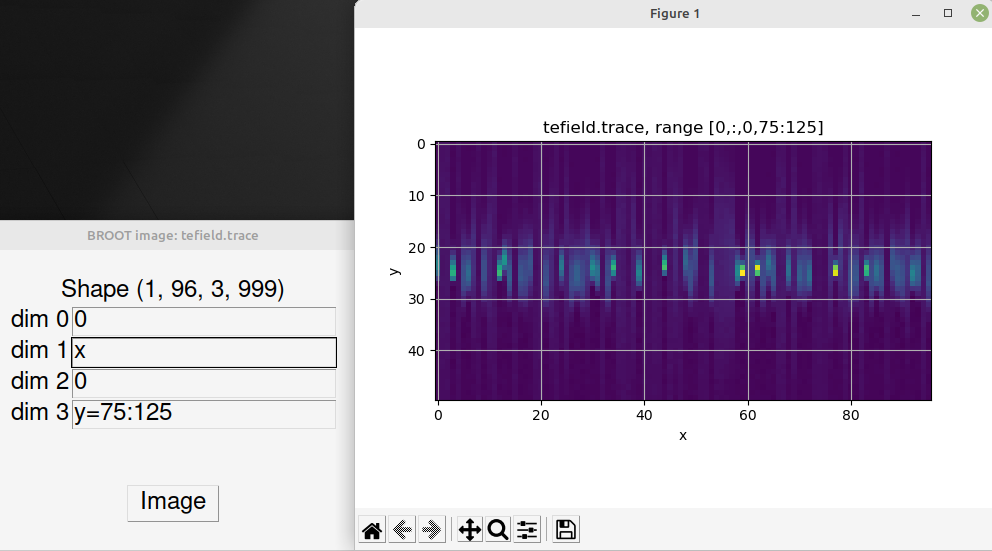 Figure 1
BROOT image: tefield.trace
Shape (1, 96, 3, 999)
dim 0 0
dim 1 x
dim 2 0
dim 3 y=75:125
Image
tefield.trace, range [0,:,0,75:125]
0
10
20
30
40
y
0 20 40 60 80
x